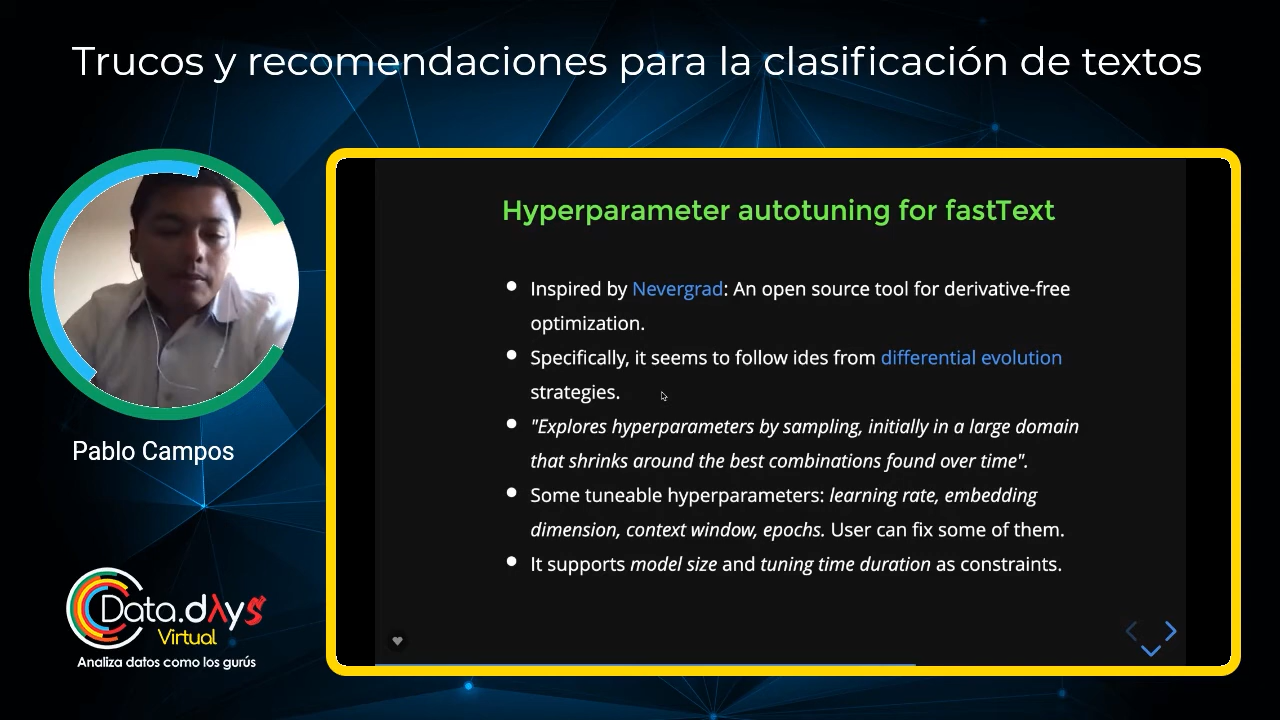 Trucos y recomendaciones para la clasificación de textos
Hyperparameter autotuning for fastText
Inspired by Nevergrad: An open source tool for derivative-free
optimization.
Specifically, it seems to follow ides from differential evolution
strategies.
"Explores hyperparameters by sampling, initially in a large domain
that shrinks around the best combinations found over time".
Some tuneable hyperparameters: learning rate, embedding
dimension, context window, epochs. User can fix some of them.
It supports model size and tuning time duration as constraints.
Pablo Campos
Data.dλys
Virtual
Analiza datos como los gurús